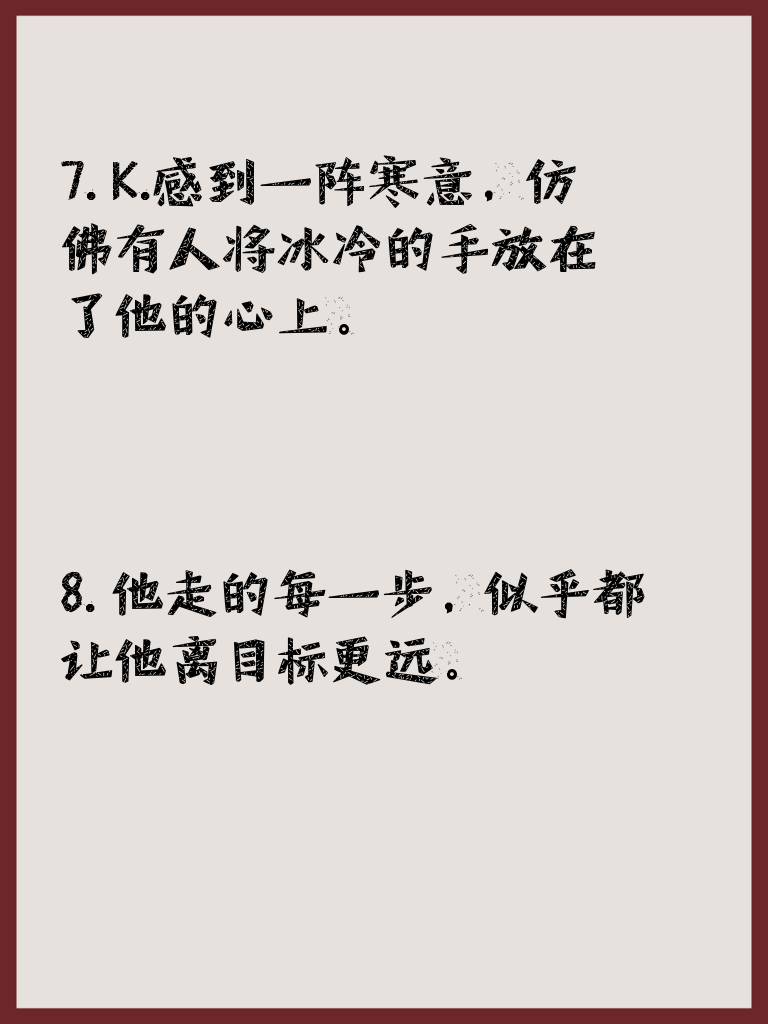 7. K.感到一阵寒意，仿
佛有人将冰冷的手放在
了他的心上。
8. 他走的每一步，似乎都
让他离目标更远。